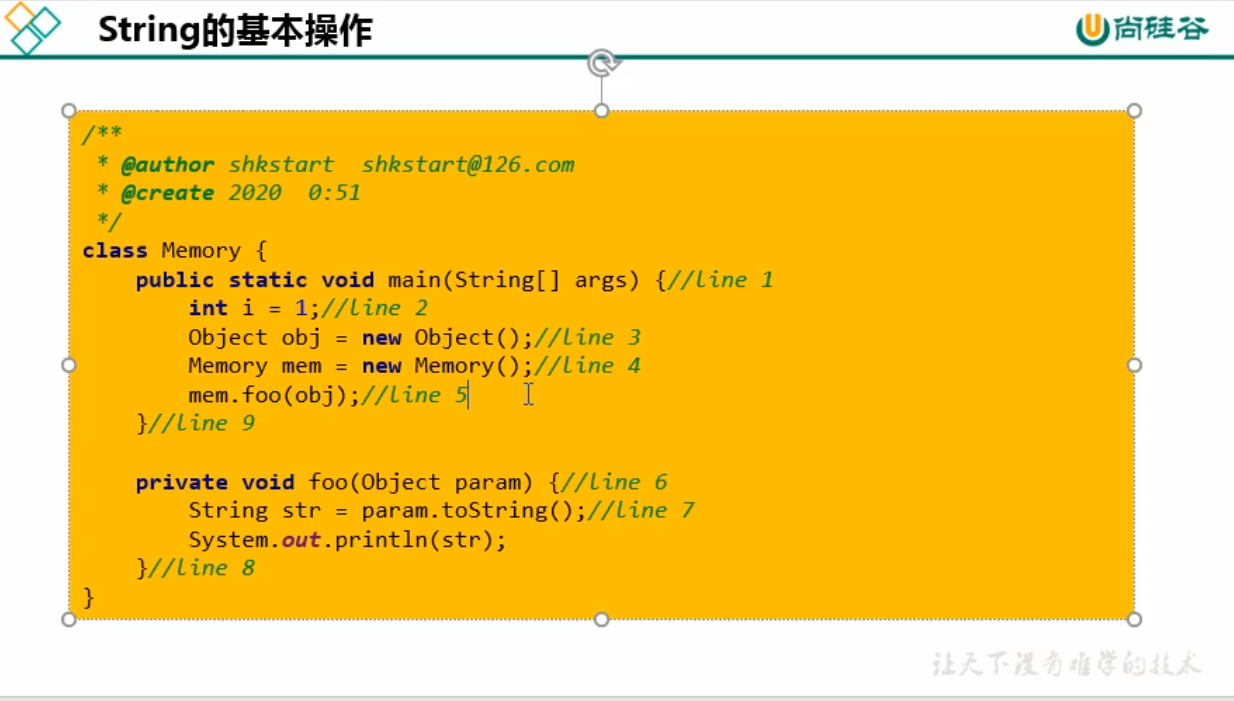 String的基本操作
尚硅谷
/**
 * @author shkstart  shkstart@126.com
 * @create 2020  0:51
 */
class Memory {
    public static void main(String[] args) {//line 1
        int i = 1;//line 2
        Object obj = new Object();//line 3
        Memory mem = new Memory();//line 4
        mem.foo(obj);//line 5
    }//line 9

    private void foo(Object param) {//line 6
        String str = param.toString();//line 7
        System.out.println(str);
    }//line 8
}
让天下没有难学的技术